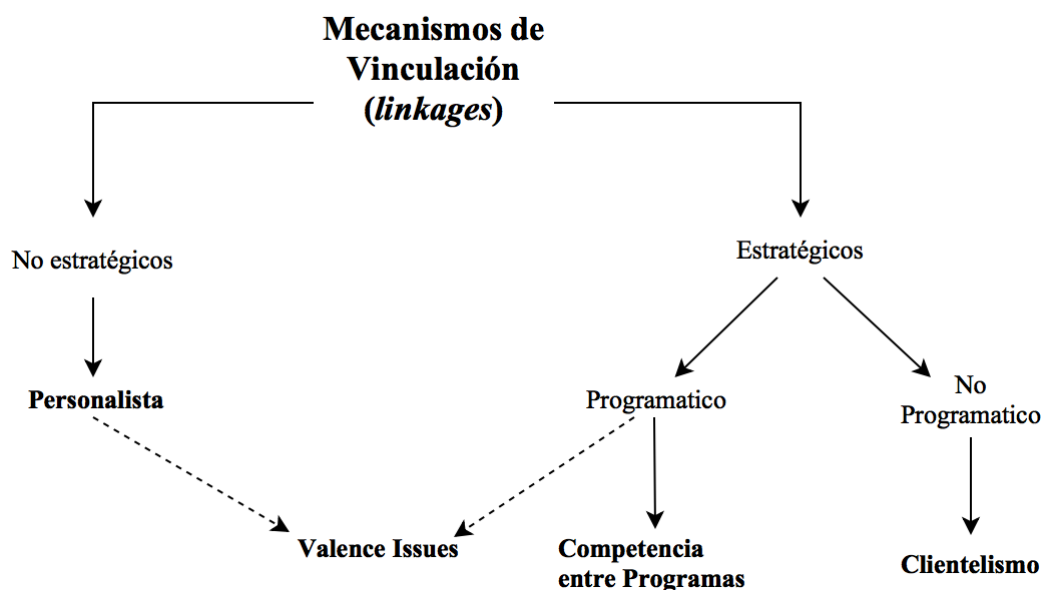 Mecanismos de
Vinculación
(linkages)
No estratégicos
Estratégicos
Personalista
Programatico
No
Programatico
Valence Issues
Competencia
entre Programas
Clientelismo